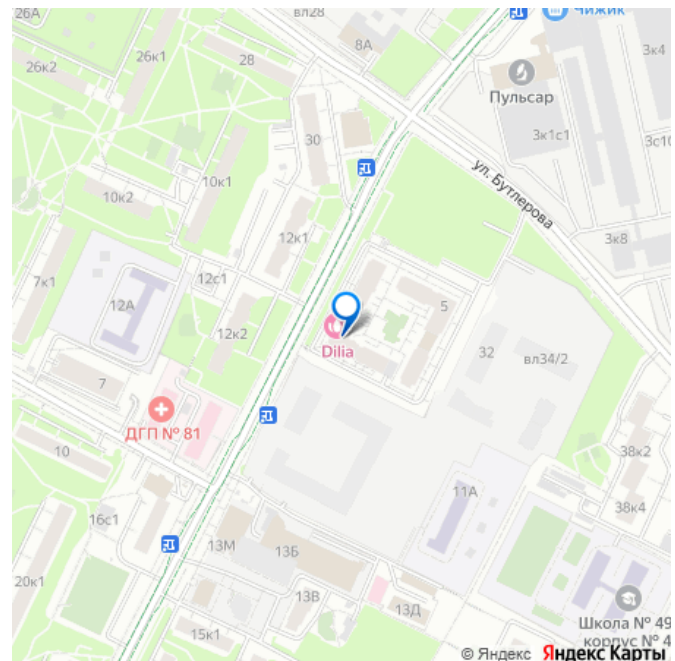 26А
вл28
Чижик
26к2
26к1
28
8А
3к4
Пульсар
30
3к1с1
3с10
10к1
ул. Бутлерова
10к2
12к1
3к8
7к1
12с1
12А
5
12к2
Dilia
32
вл34/2
7
ДГП № 81
10
38к2
11А
16с1
38к4
13М
13Б
20к1
13В
13Д
Школа № 49
корпус № 4
15к1
© Яндекс Яндекс Карты